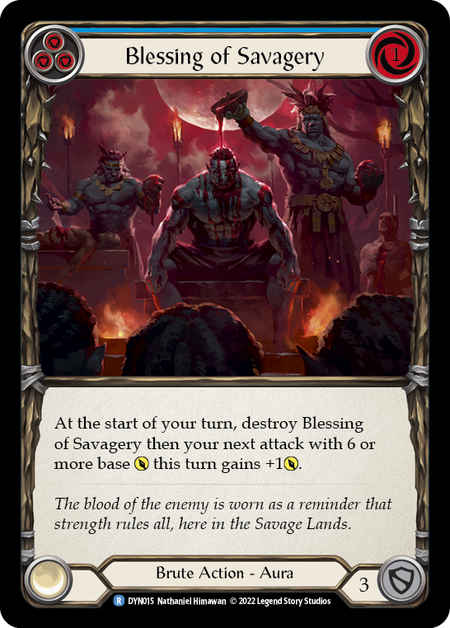 Blessing of Savagery
1
At the start of your turn, destroy Blessing
of Savagery then your next attack with 6 or
more base this turn gains +1.
The blood of the enemy is worn as a reminder that
strength rules all, here in the Savage Lands.
Brute Action - Aura
3
R DYN015 Nathaniel Himawan © 2022 Legend Story Studios